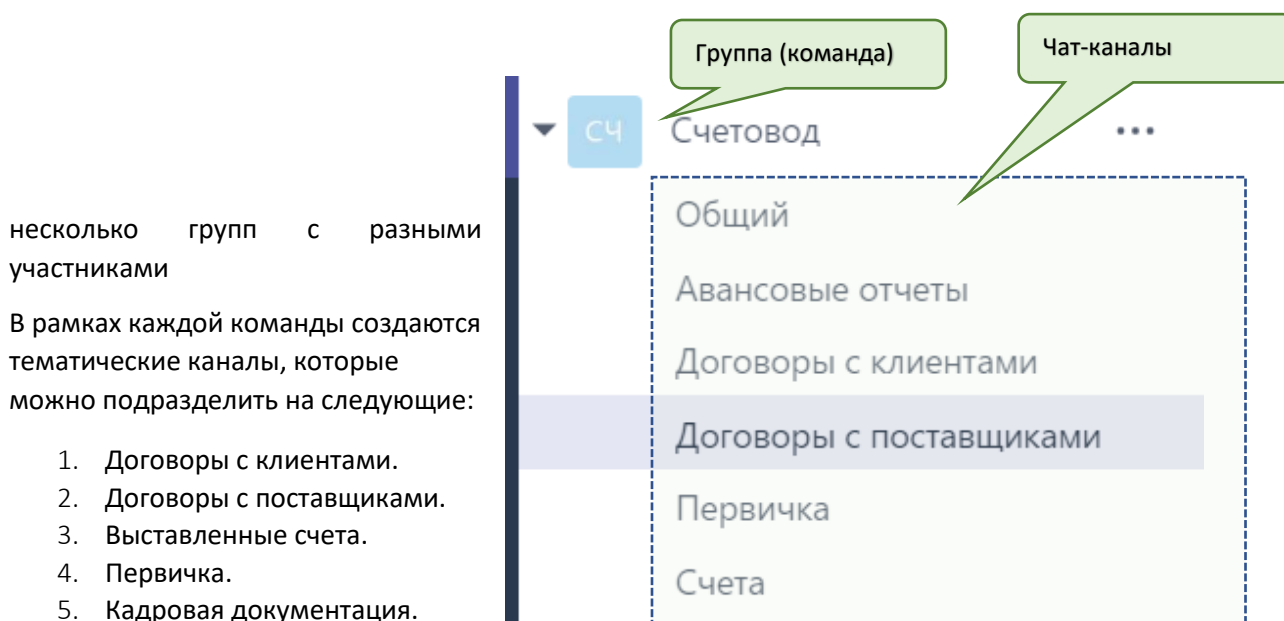 Группа (команда)
Чат-каналы
СЧ
Счетовод
...
Общий
Авансовые отчеты
Договоры с клиентами
Договоры с поставщиками
Первичка
Счета
несколько групп с разными
участниками
В рамках каждой команды создаются
тематические каналы, которые
можно подразделить на следующие:
1. Договоры с клиентами.
2. Договоры с поставщиками.
3. Выставленные счета.
4. Первичка.
5. Кадровая документация.